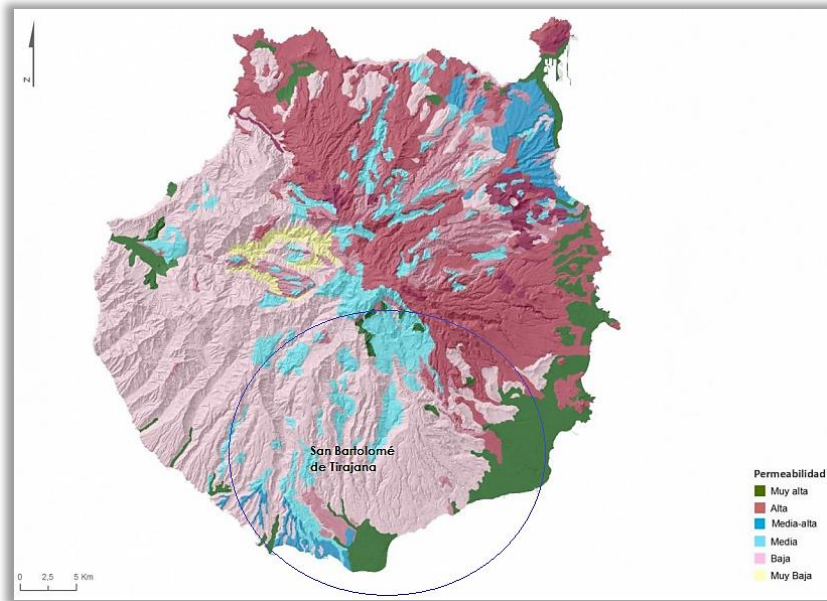 N
San Bartolomé
de Tirajana
Permeabilidad
Muy alta
Alta
Media-alta
Media
Baja
Muy Baja
0 2,5 5 Km